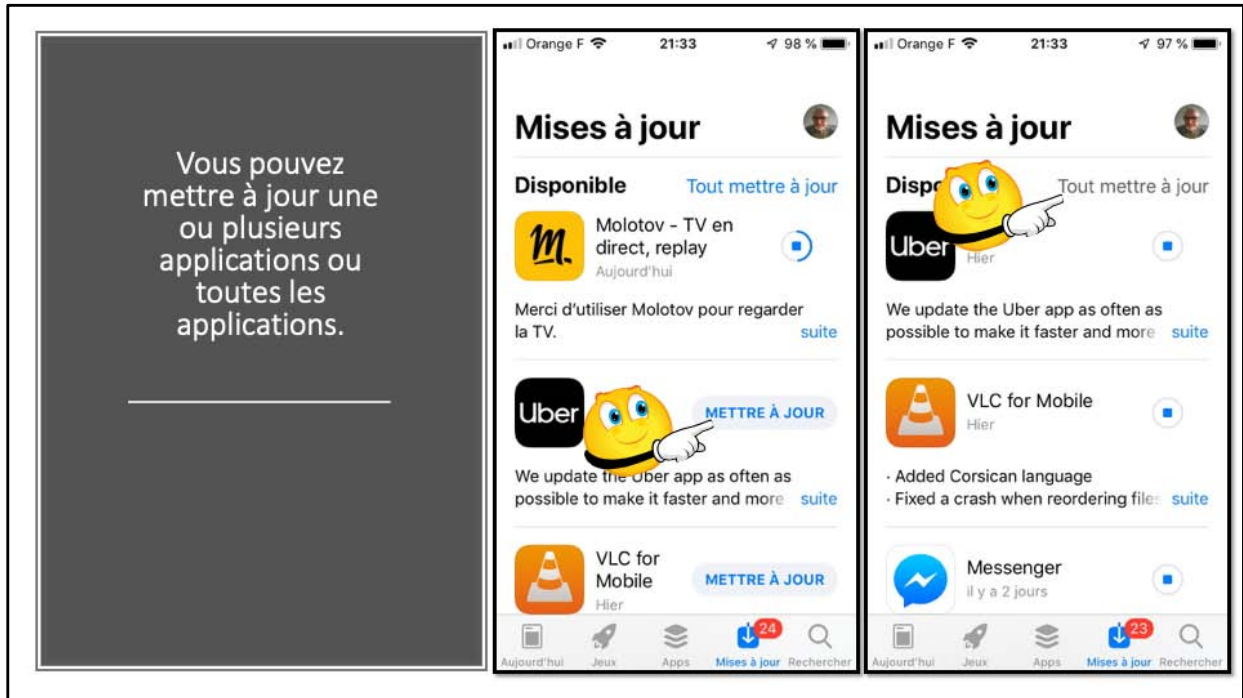 Vous pouvez
mettre à jour une
ou plusieurs
applications ou
toutes les
applications.
Orange F 21:33 98 %
Mises à jour
Disponible Tout mettre à jour
Molotov - TV en
direct, replay
Aujourd'hui
Merci d'utiliser Molotov pour regarder
la TV. suite
Uber METTRE À JOUR
We update the Uber app as often as
possible to make it faster and more suite
VLC for
Mobile METTRE À JOUR
Hier
24
Aujourd'hui Jeux Apps Mises à jour Rechercher
Orange F 21:33 97 %
Mises à jour
Tout mettre à jour
Uber
Hier
We update the Uber app as often as
possible to make it faster and more suite
VLC for Mobile
Hier
· Added Corsican language
· Fixed a crash when reordering files suite
Messenger
il y a 2 jours
23
Aujourd'hui Jeux Apps Mises à jour Rechercher